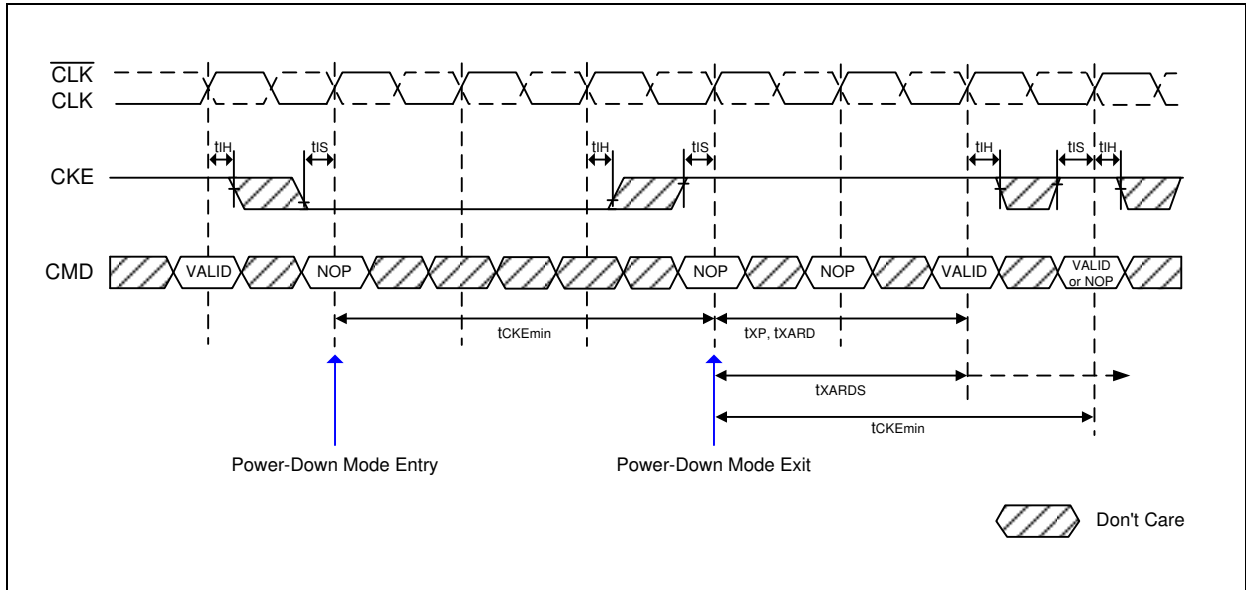 CLK
CLK
tIH tIS tIH tIS tIH tIS tIH
CKE
CMD VALID NOP NOP NOP VALID VALID or NOP
tCKEmin tXP, tXARD
tXARDS
tCKEmin
Power-Down Mode Entry Power-Down Mode Exit
Don't Care